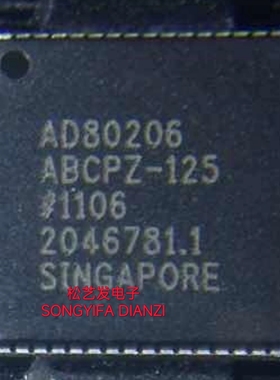 AD80206
ABCPZ-125
#1106
2046781.1
SINGAPORE
松艺发电子
SONGYIFA DIANZI